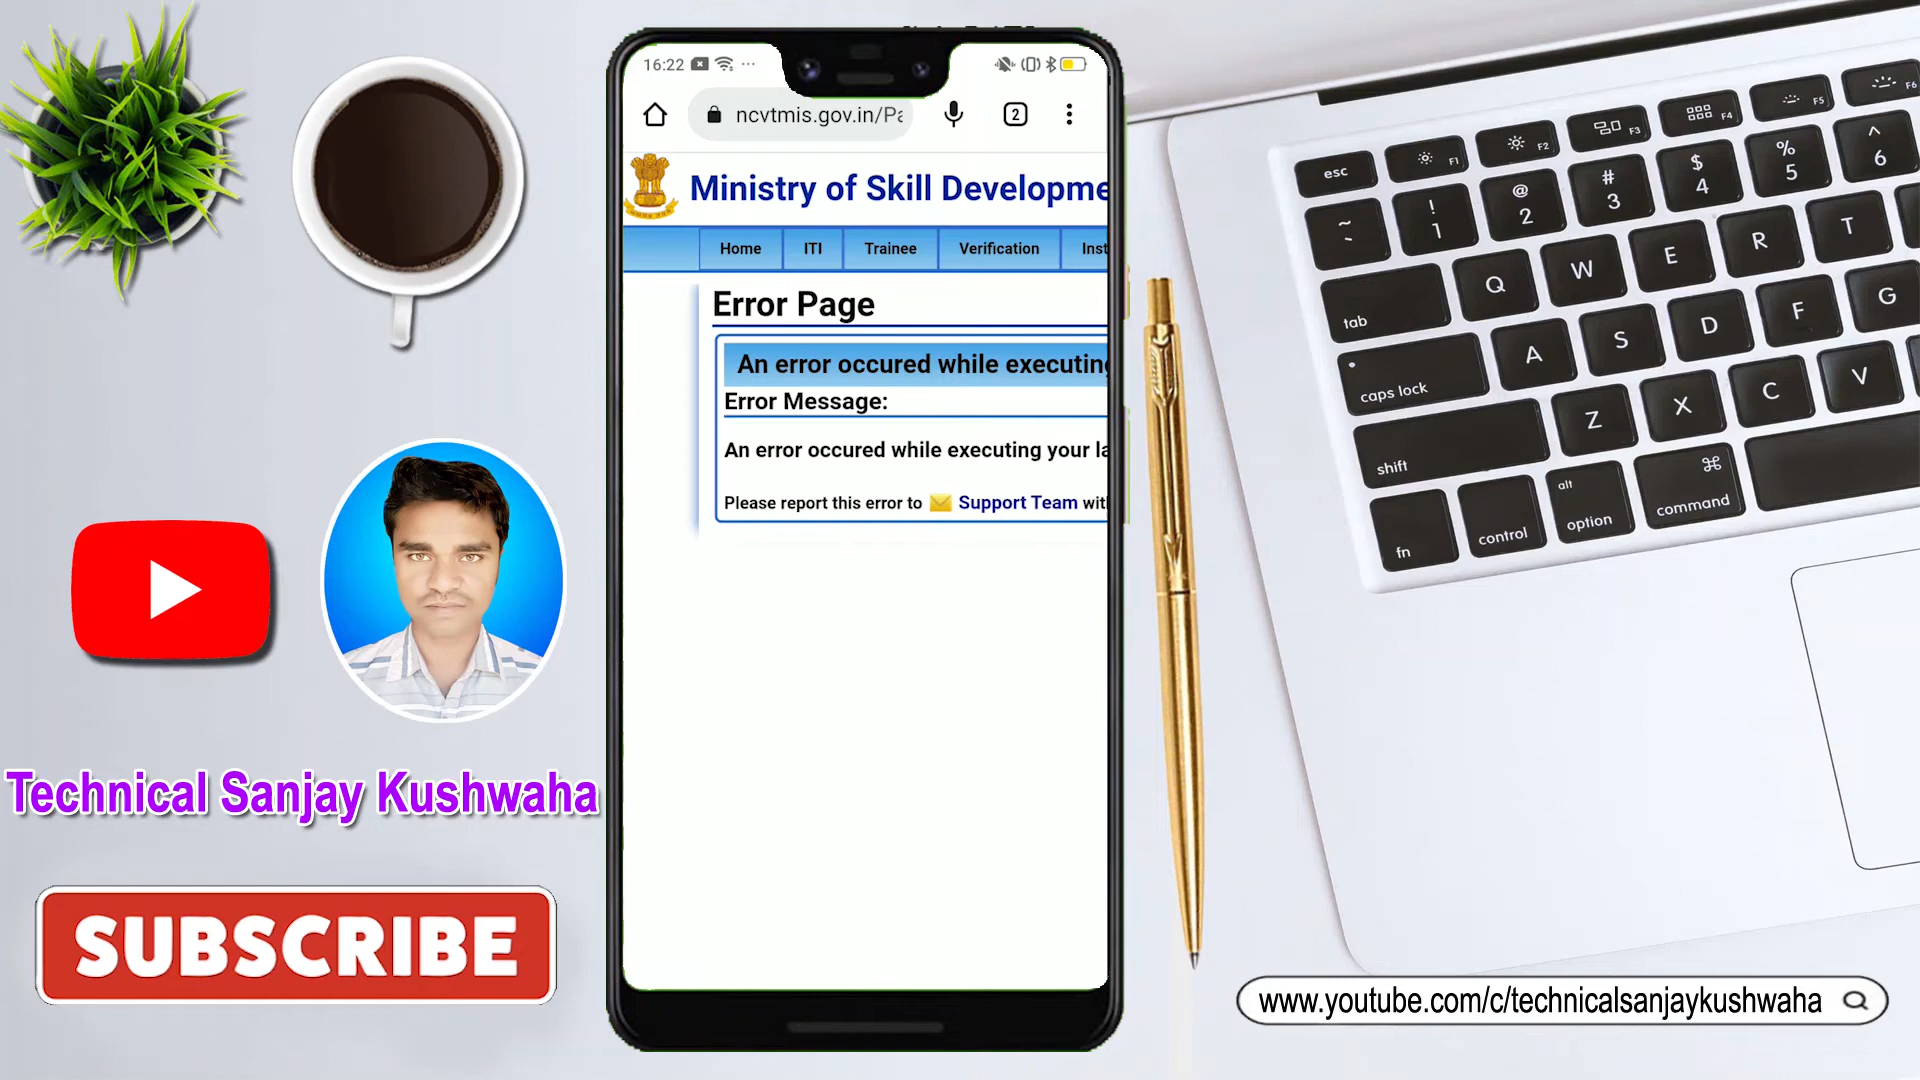 16:22
ncvtmis.gov.in/Pa
2
Ministry of Skill Developme
Home ITI Trainee Verification Inst
Error Page
An error occured while executing
Error Message:
An error occured while executing your la
Please report this error to Support Team with
Technical Sanjay Kushwaha
SUBSCRIBE
www.youtube.com/c/technicalsanjaykushwaha
esc F1 F2 F3 F4 F5 F6
~ ` ! 1 @ 2 # 3 $ 4 % 5 ^ 6
tab Q W E R T
caps lock A S D F G
shift Z X C V
fn control alt option ⌘ command